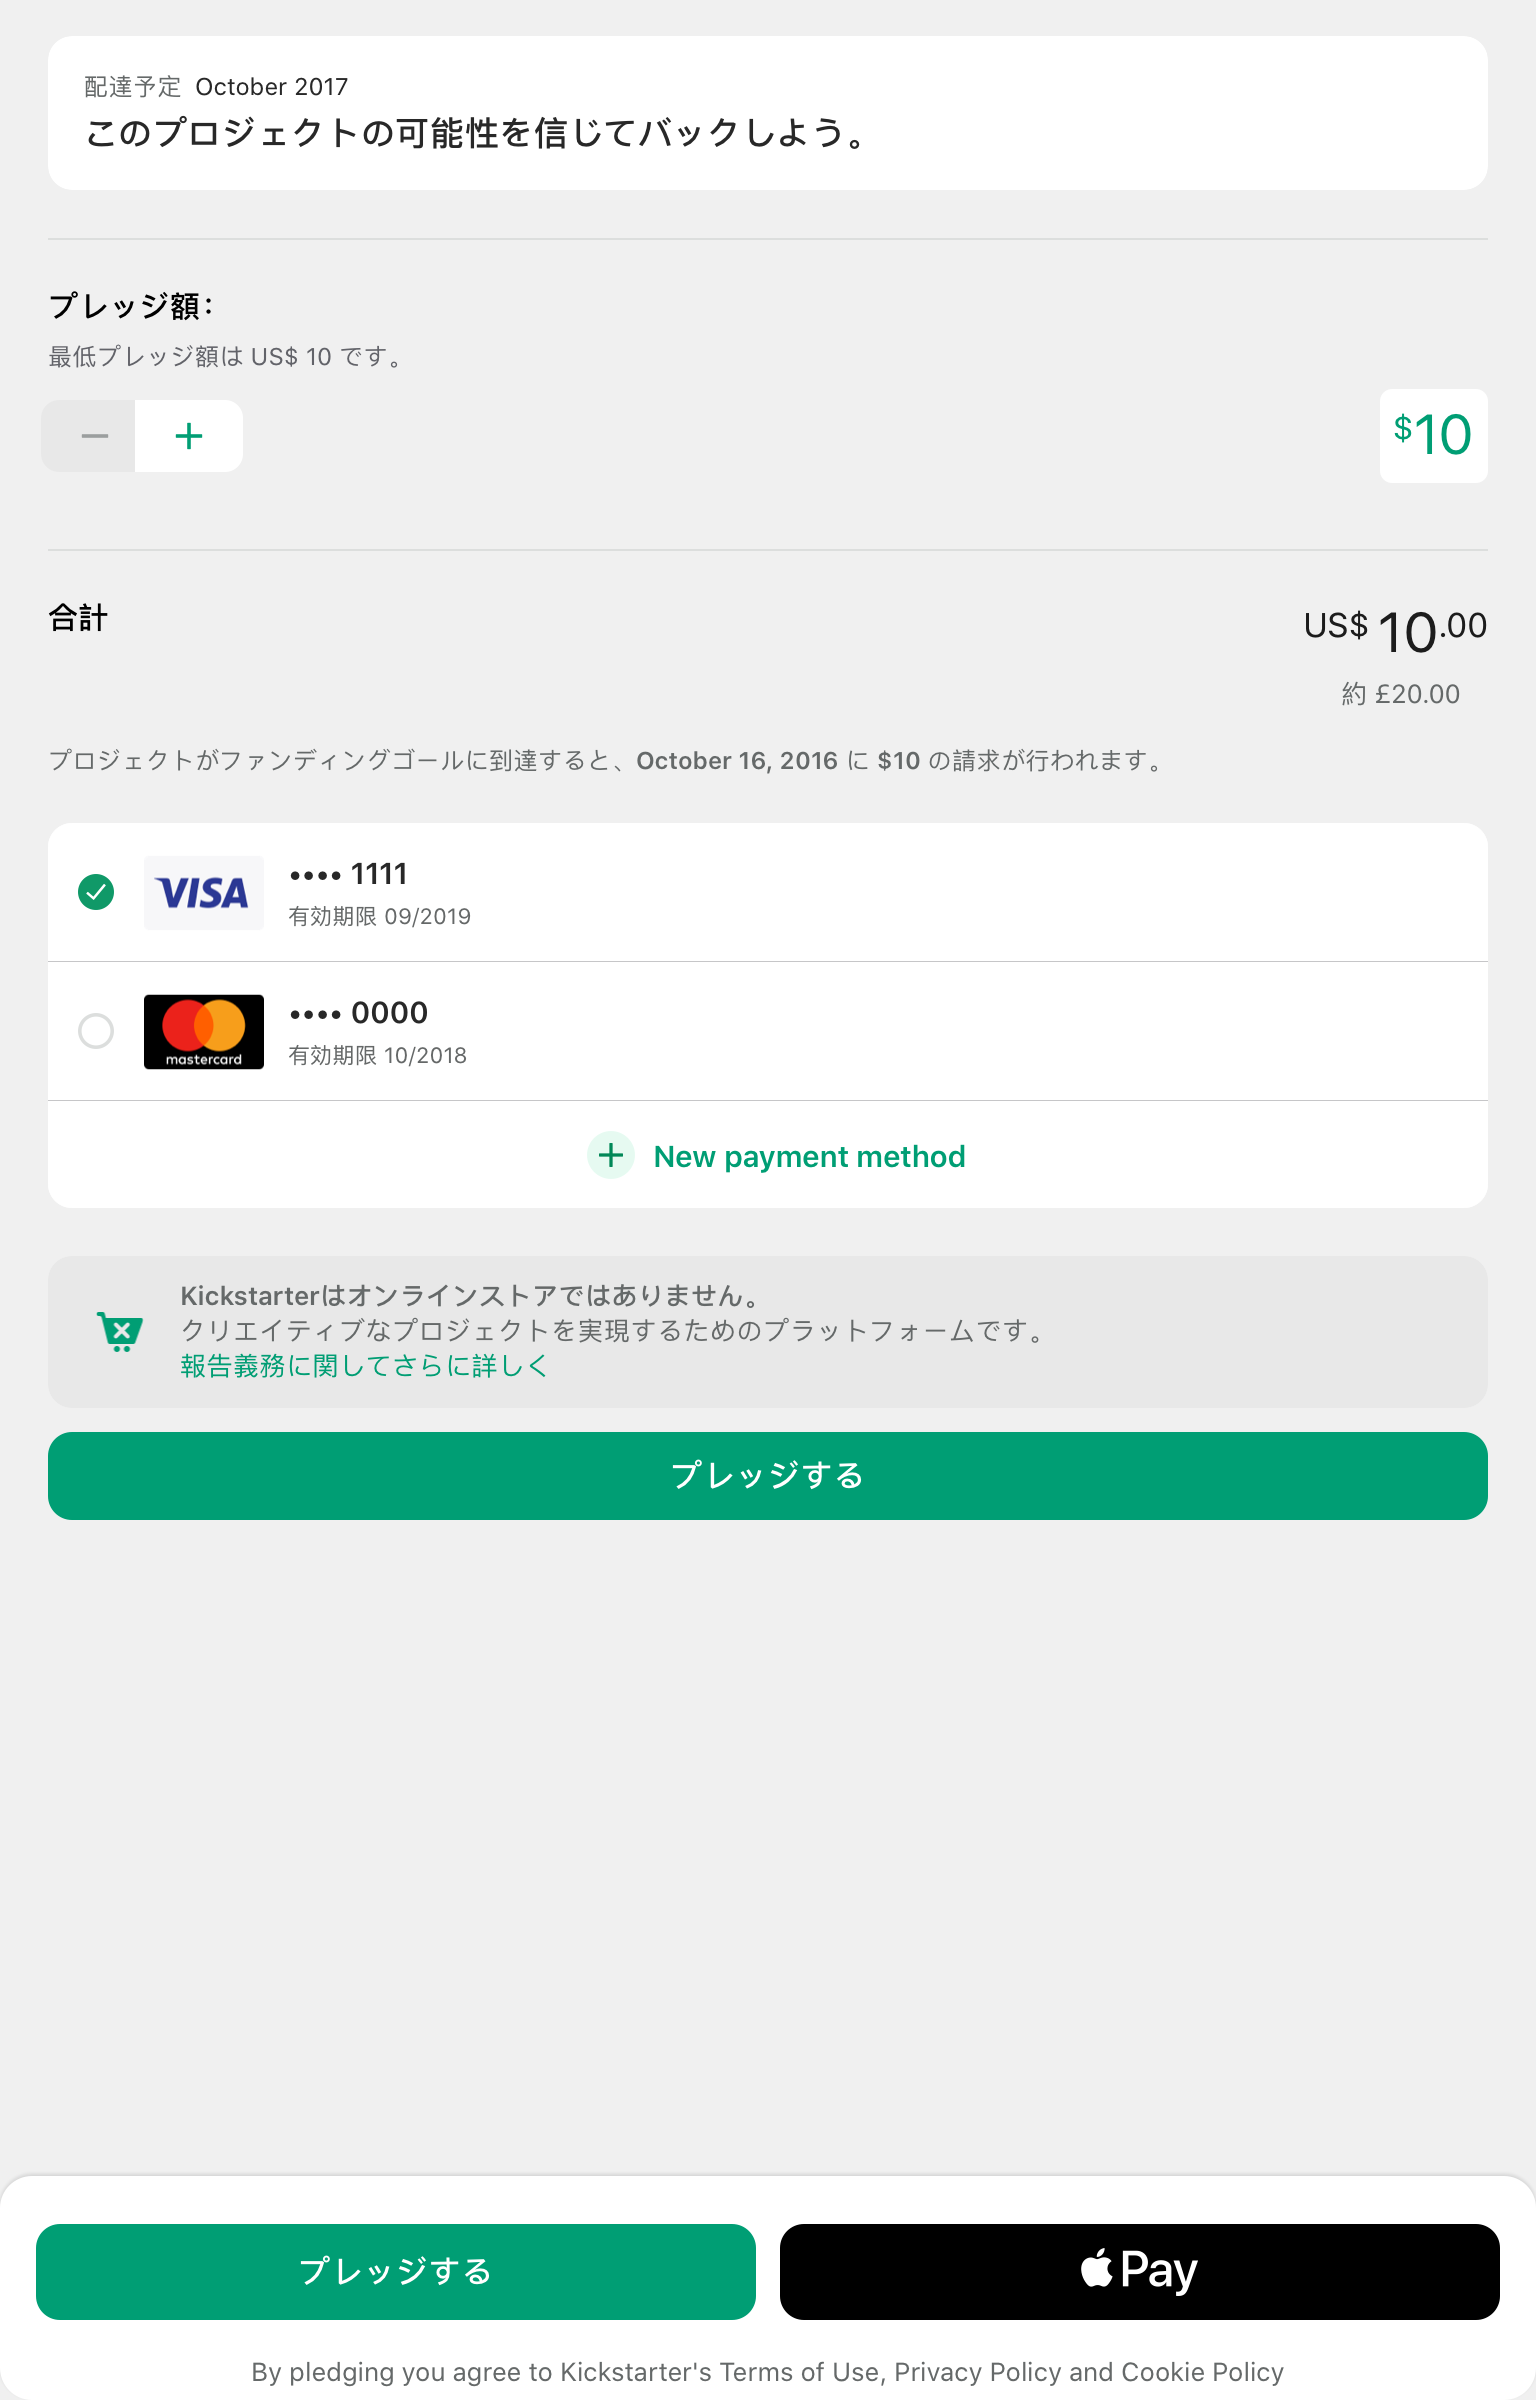 配達予定 October 2017
このプロジェクトの可能性を信じてバックしよう。
プレッジ額：
最低プレッジ額は US$ 10 です。
− +
$10
合計
US$ 10.00
約 £20.00
プロジェクトがファンディングゴールに到達すると、October 16, 2016 に $10 の請求が行われます。
VISA
•••• 1111
有効期限 09/2019
mastercard
•••• 0000
有効期限 10/2018
+ New payment method
Kickstarterはオンラインストアではありません。
クリエイティブなプロジェクトを実現するためのプラットフォームです。
報告義務に関してさらに詳しく
プレッジする
プレッジする
Pay
By pledging you agree to Kickstarter's Terms of Use, Privacy Policy and Cookie Policy